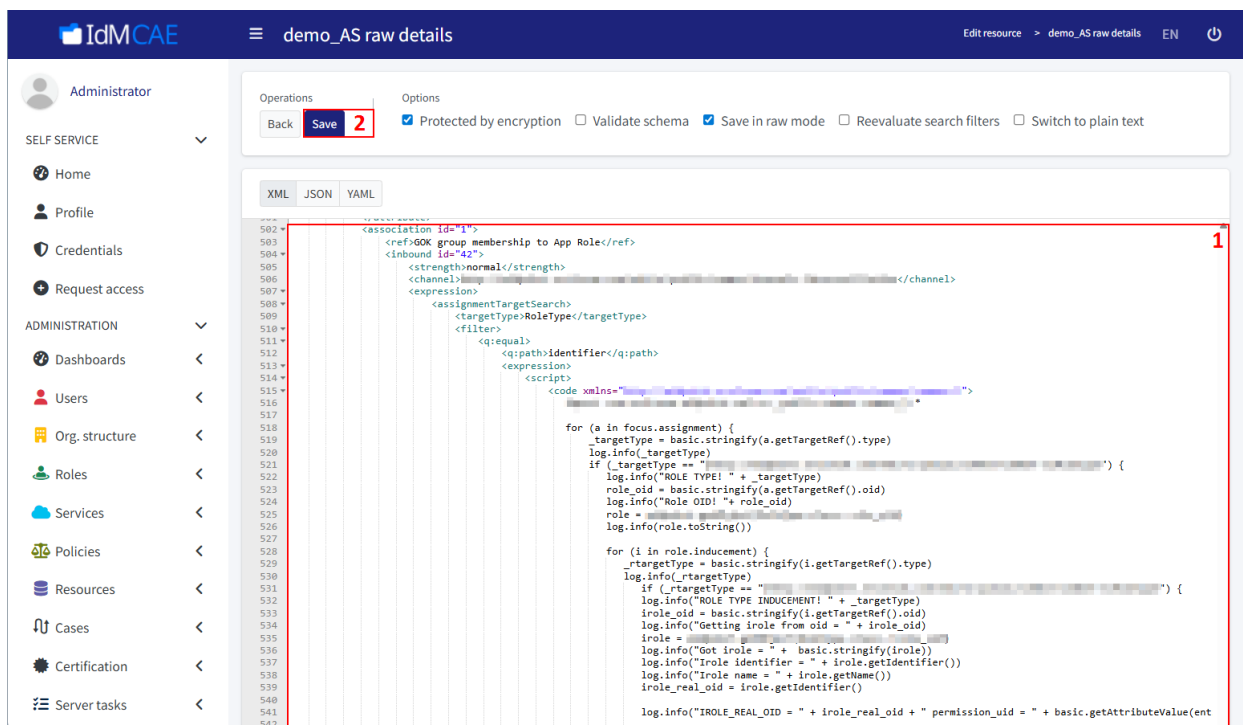 IdMCAE
demo_AS raw details
Edit resource > demo_AS raw details EN
Administrator
SELF SERVICE
Home
Profile
Credentials
Request access
ADMINISTRATION
Dashboards
Users
Org. structure
Roles
Services
Policies
Resources
Cases
Certification
Server tasks
Operations
Back Save 2
Options
Protected by encryption Validate schema Save in raw mode Reevaluate search filters Switch to plain text
XML JSON YAML
1
502 <association id="1">
503 <ref>GOK group membership to App Role</ref>
504 <inbound id="42">
505 <strength>normal</strength>
506 <channel></channel>
507 <expression>
508 <assignmentTargetSearch>
509 <targetType>RoleType</targetType>
510 <filter>
511 <q:equal>
512 <q:path>identifier</q:path>
513 <expression>
514 <script>
515 <code xmlns="">
516 *
517
518 for (a in focus.assignment) {
519 _targetType = basic.stringify(a.getTargetRef().type)
520 log.info(_targetType)
521 if (_targetType == "") {
522 log.info("ROLE TYPE! " + _targetType)
523 role_oid = basic.stringify(a.getTargetRef().oid)
524 log.info("Role OID! "+ role_oid)
525 role =
526 log.info(role.toString())
527
528 for (i in role.inducement) {
529 _rtargetType = basic.stringify(i.getTargetRef().type)
530 log.info(_rtargetType)
531 if (_rtargetType == "") {
532 log.info("ROLE TYPE INDUCEMENT! " + _targetType)
533 irole_oid = basic.stringify(i.getTargetRef().oid)
534 log.info("Getting irole from oid = " + irole_oid)
535 irole =
536 log.info("Got irole = " + basic.stringify(irole))
537 log.info("Irole identifier = " + irole.getIdentifier())
538 log.info("Irole name = " + irole.getName())
539 irole_real_oid = irole.getIdentifier()
540
541 log.info("IROLE_REAL_OID = " + irole_real_oid + " permission_uid = " + basic.getAttributeValue(ent